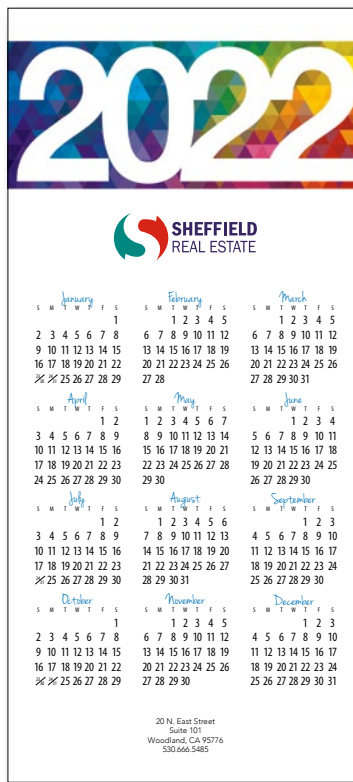 2022
SHEFFIELD
REAL ESTATE
January
S M T W T F S
1
2 3 4 5 6 7 8
9 10 11 12 13 14 15
16 17 18 19 20 21 22
23/30 24/31 25 26 27 28 29
February
S M T W T F S
1 2 3 4 5
6 7 8 9 10 11 12
13 14 15 16 17 18 19
20 21 22 23 24 25 26
27 28
March
S M T W T F S
1 2 3 4 5
6 7 8 9 10 11 12
13 14 15 16 17 18 19
20 21 22 23 24 25 26
27 28 29 30 31
April
S M T W T F S
1 2
3 4 5 6 7 8 9
10 11 12 13 14 15 16
17 18 19 20 21 22 23
24 25 26 27 28 29 30
May
S M T W T F S
1 2 3 4 5 6 7
8 9 10 11 12 13 14
15 16 17 18 19 20 21
22 23 24 25 26 27 28
29 30
June
S M T W T F S
1 2 3 4
5 6 7 8 9 10 11
12 13 14 15 16 17 18
19 20 21 22 23 24 25
26 27 28 29 30
July
S M T W T F S
1 2
3 4 5 6 7 8 9
10 11 12 13 14 15 16
17 18 19 20 21 22 23
24/31 25 26 27 28 29 30
August
S M T W T F S
1 2 3 4 5 6
7 8 9 10 11 12 13
14 15 16 17 18 19 20
21 22 23 24 25 26 27
28 29 30 31
September
S M T W T F S
1 2 3
4 5 6 7 8 9 10
11 12 13 14 15 16 17
18 19 20 21 22 23 24
25 26 27 28 29 30
October
S M T W T F S
1
2 3 4 5 6 7 8
9 10 11 12 13 14 15
16 17 18 19 20 21 22
23/30 24/31 25 26 27 28 29
November
S M T W T F S
1 2 3 4 5
6 7 8 9 10 11 12
13 14 15 16 17 18 19
20 21 22 23 24 25 26
27 28 29 30
December
S M T W T F S
1 2 3
4 5 6 7 8 9 10
11 12 13 14 15 16 17
18 19 20 21 22 23 24
25 26 27 28 29 30 31
20 N. East Street
Suite 101
Woodland, CA 95776
530.666.5485